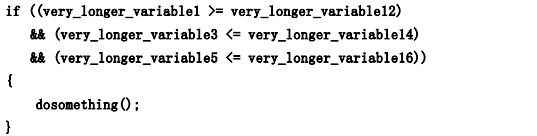 if ((very_longer_variable1 >= very_longer_variable12)
    && (very_longer_variable3 <= very_longer_variable14)
    && (very_longer_variable5 <= very_longer_variable16))
{
    dosomething();
}